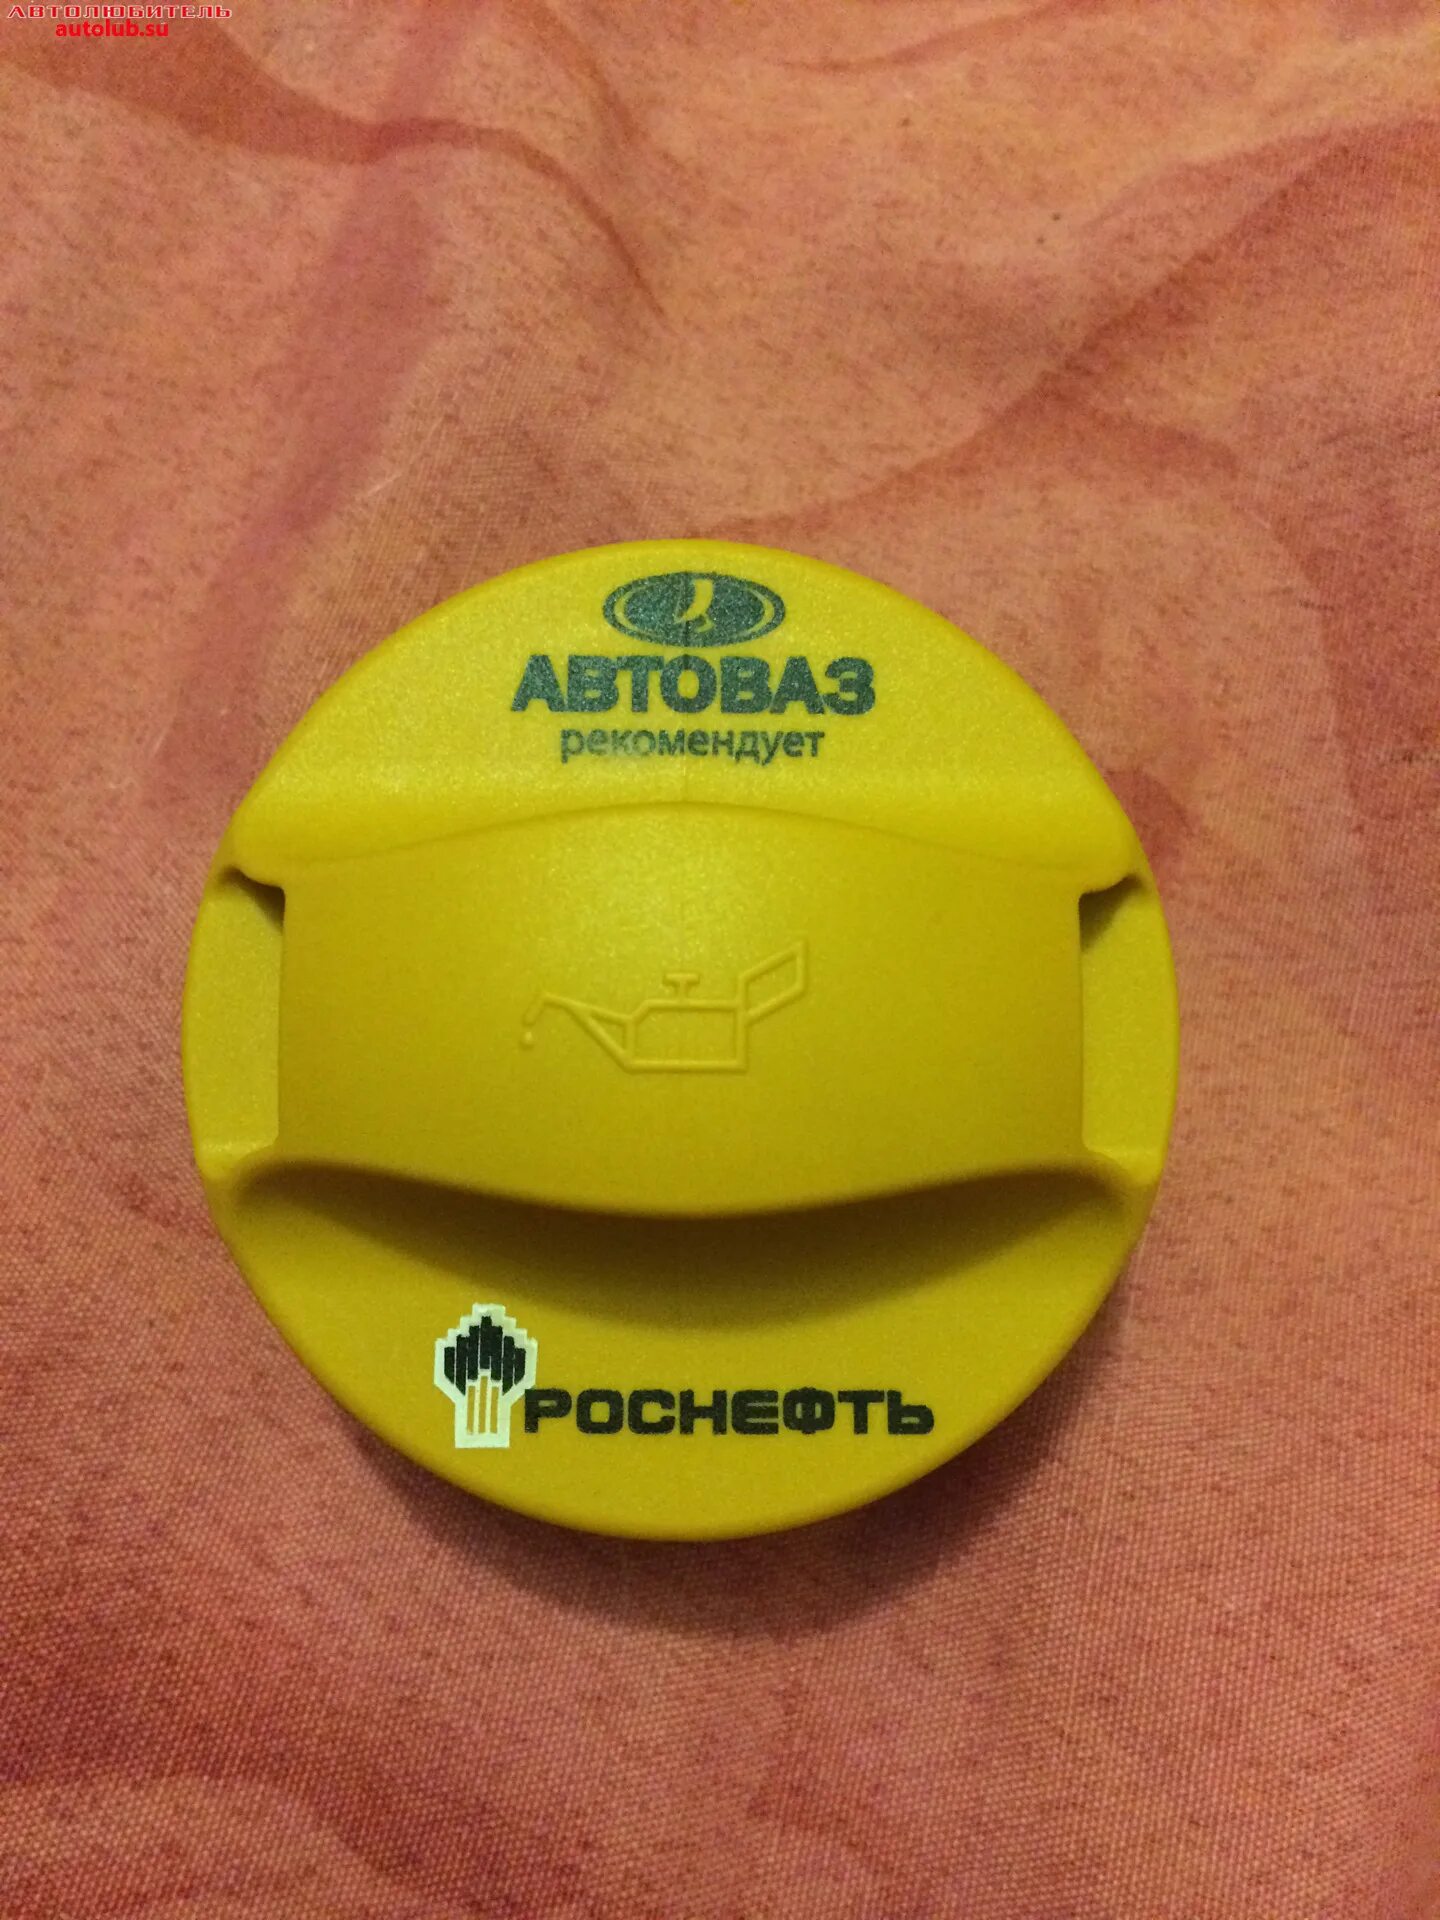 АВТОЛЮБИТЕЛЬ
autolub.su
АВТОВАЗ
рекомендует
РОСНЕФТЬ